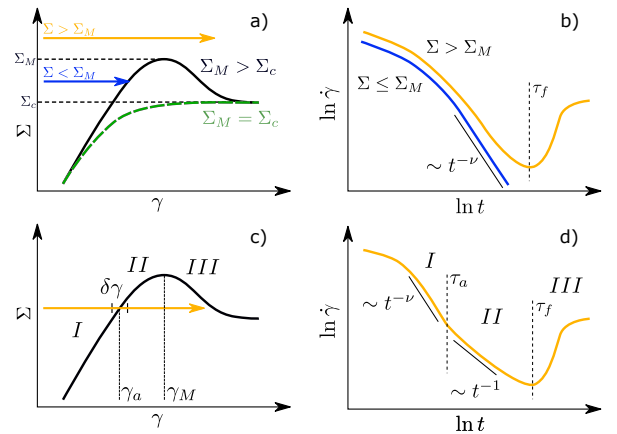 a)
Σ > Σ_M
Σ_M
Σ_M > Σ_c
Σ < Σ_M
Σ_c
Σ_M = Σ_c
Σ
γ
b)
Σ > Σ_M
Σ ≤ Σ_M
τ_f
ln γ̇
∼ t^{-ν}
ln t
c)
II
III
δγ
Σ
I
γ_a
γ_M
γ
d)
I
τ_a
III
τ_f
ln γ̇
∼ t^{-ν}
II
∼ t^{-1}
ln t